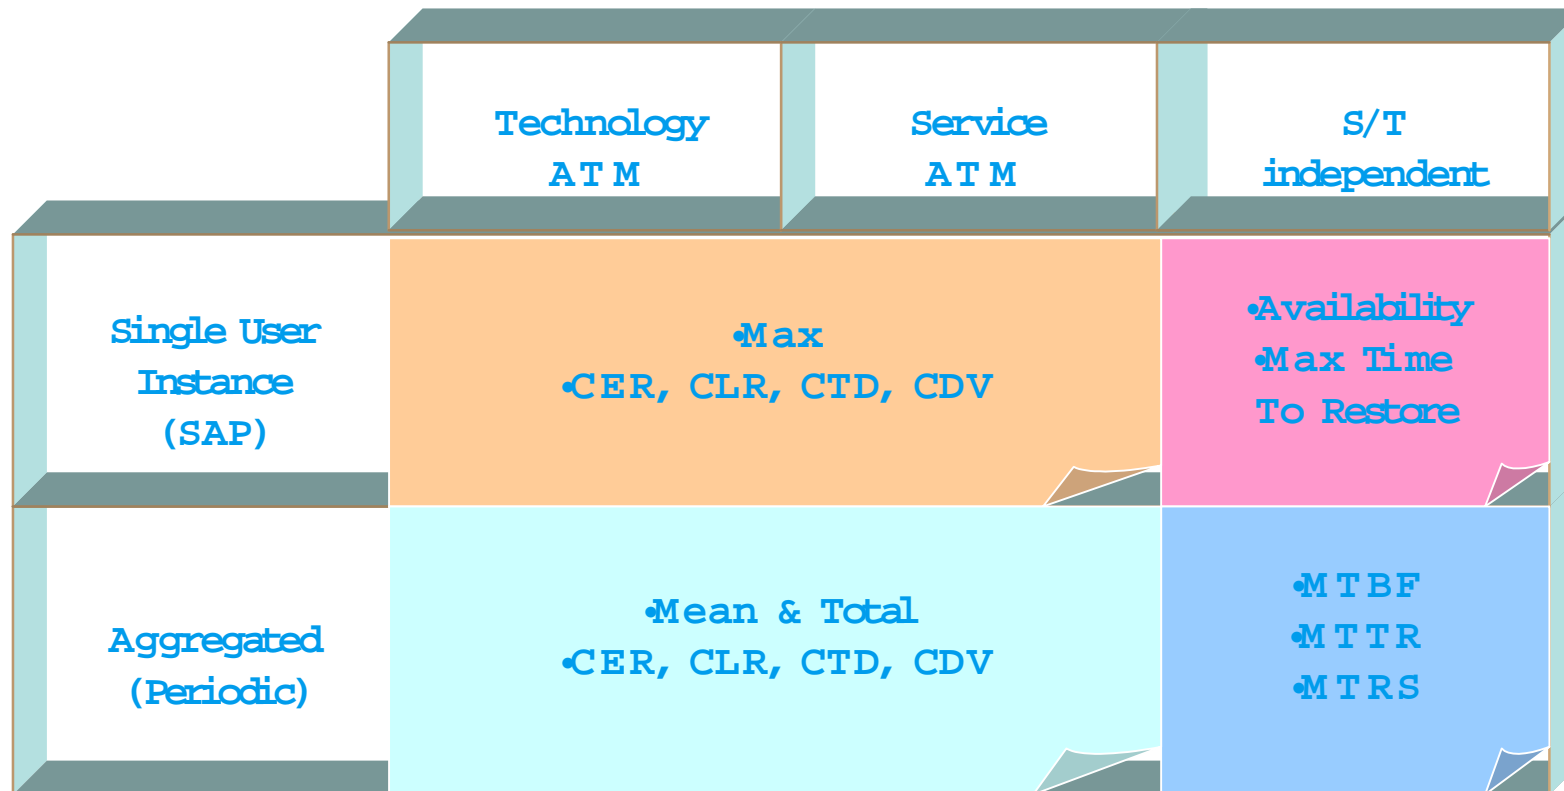 Technology
ATM
Service
ATM
S/T
independent
Single User
Instance
(SAP)
•Max
•CER, CLR, CTD, CDV
•Availability
•Max Time
To Restore
Aggregated
(Periodic)
•Mean & Total
•CER, CLR, CTD, CDV
•MTBF
•MTTR
•MTRS